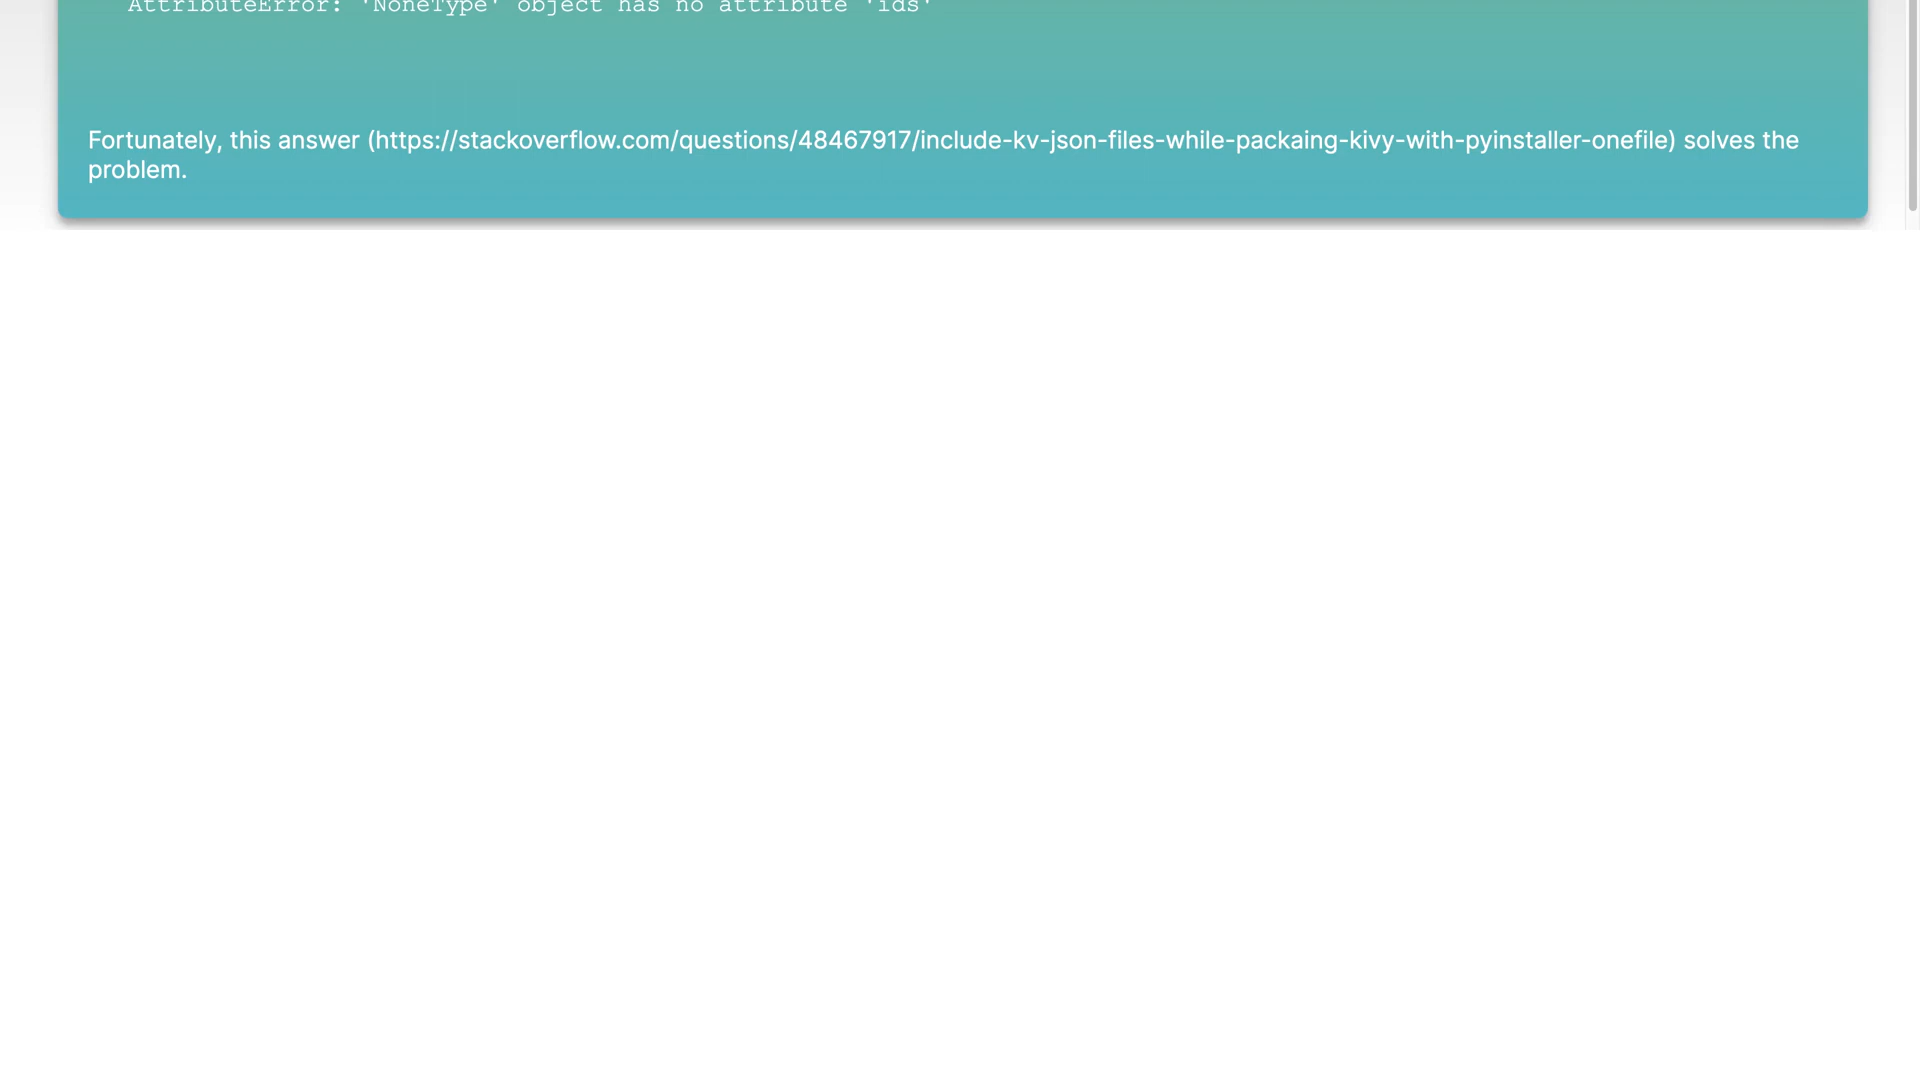 AttributeError: 'NoneType' object has no attribute 'ids'
Fortunately, this answer (https://stackoverflow.com/questions/48467917/include-kv-json-files-while-packaing-kivy-with-pyinstaller-onefile) solves the
problem.